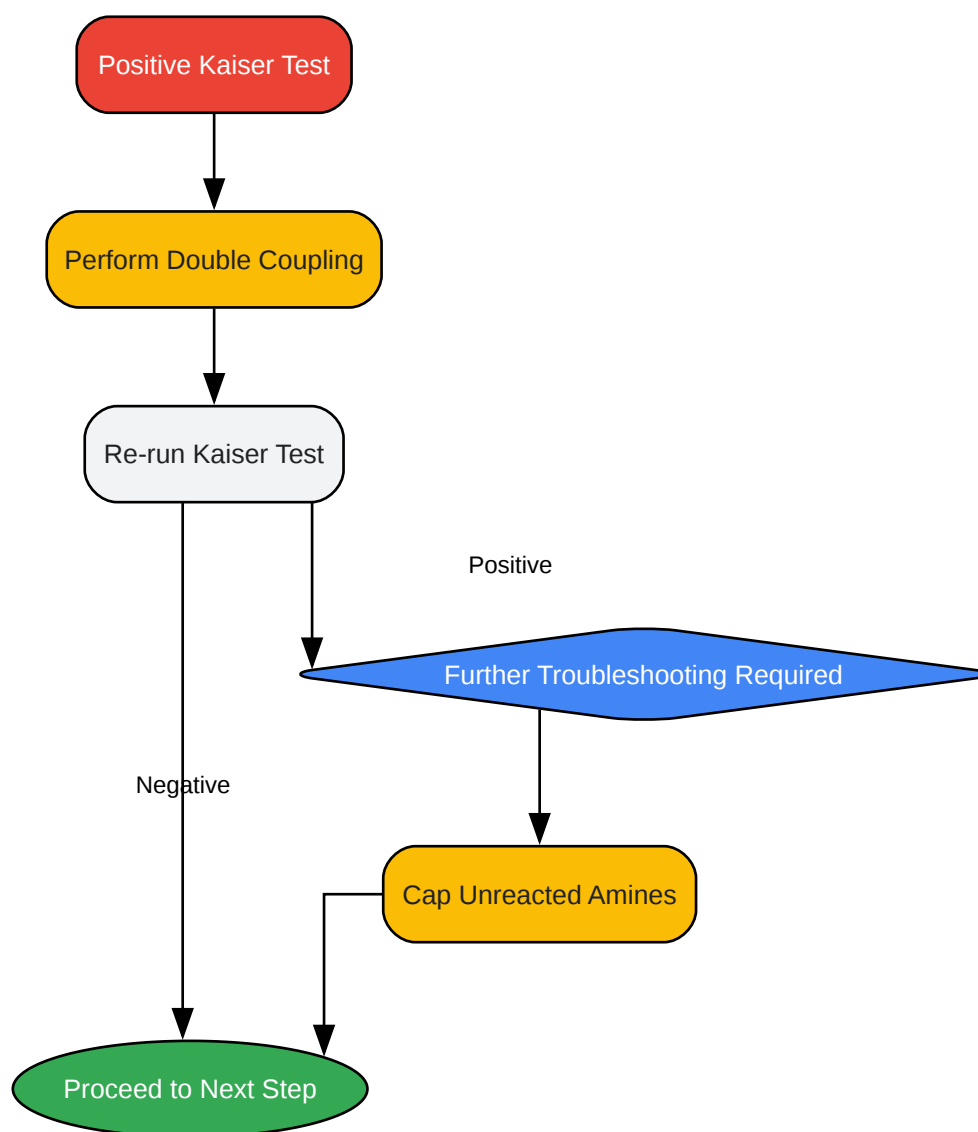 Positive Kaiser Test
Perform Double Coupling
Re-run Kaiser Test
Positive
Further Troubleshooting Required
Negative
Cap Unreacted Amines
Proceed to Next Step